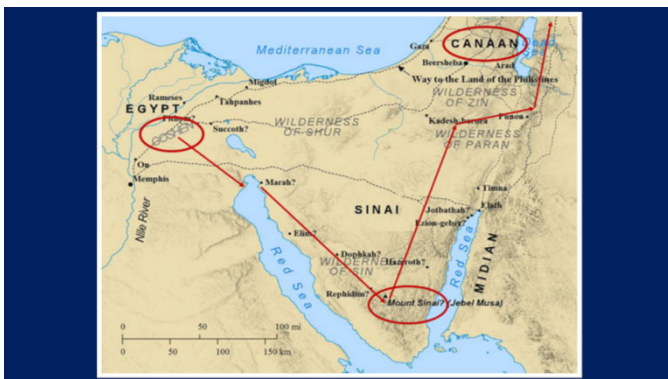 Mediterranean Sea
Gaza
CANAAN
Dead
Sea
Beersheba
Arad
Migdol
Way to the Land of the Philistines
Rameses
Tahpanhes
WILDERNESS
OF ZIN
EGYPT
Pithom?
GOSHEN
Succoth?
WILDERNESS
OF SHUR
Kadesh-barnea
Punon
WILDERNESS
OF PARAN
On
Memphis
Marah?
Timna
Nile River
SINAI
Jotbathah?
Elath
Ezion-geber?
Elim?
Dophkah?
Hazeroth?
WILDERNESS
OF SIN
Red Sea
Red Sea
MIDIAN
Rephidim?
Mount Sinai? (Jebel Musa)
0 50 100 mi
0 50 100 150 km